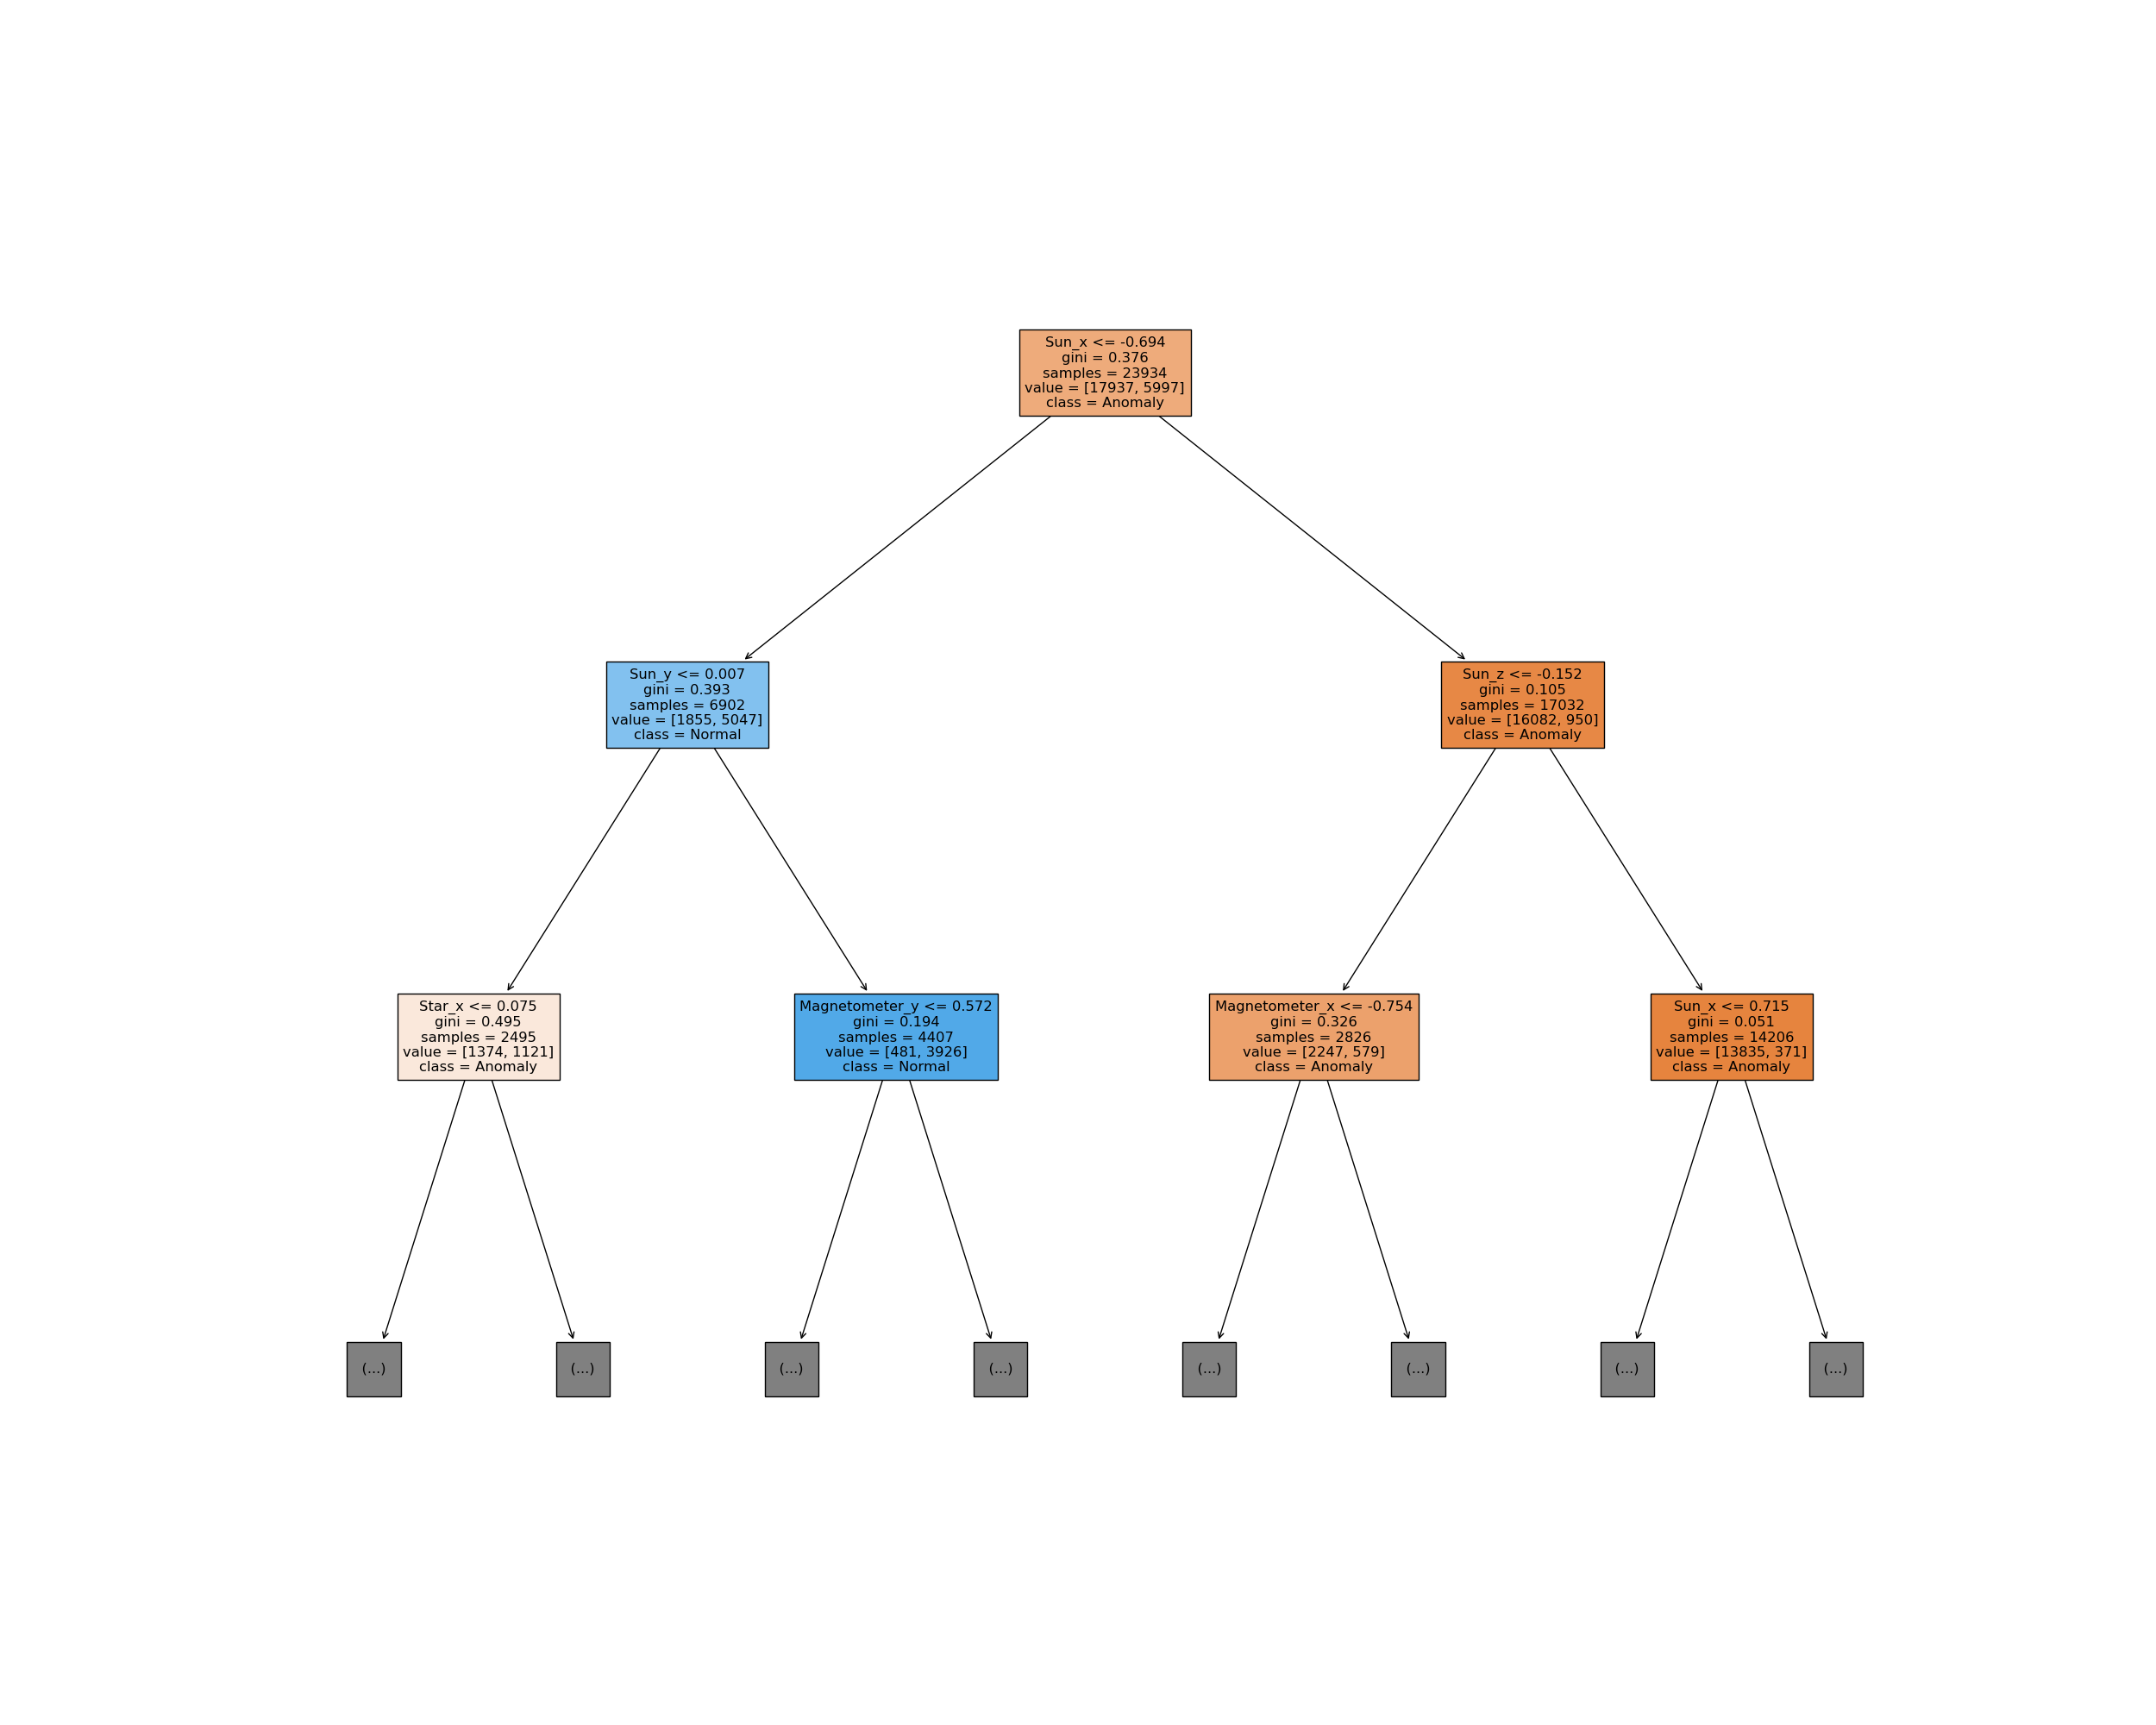 Sun_x <= -0.694
gini = 0.376
samples = 23934
value = [17937, 5997]
class = Anomaly
Sun_y <= 0.007
gini = 0.393
samples = 6902
value = [1855, 5047]
class = Normal
Sun_z <= -0.152
gini = 0.105
samples = 17032
value = [16082, 950]
class = Anomaly
Star_x <= 0.075
gini = 0.495
samples = 2495
value = [1374, 1121]
class = Anomaly
Magnetometer_y <= 0.572
gini = 0.194
samples = 4407
value = [481, 3926]
class = Normal
Magnetometer_x <= -0.754
gini = 0.326
samples = 2826
value = [2247, 579]
class = Anomaly
Sun_x <= 0.715
gini = 0.051
samples = 14206
value = [13835, 371]
class = Anomaly
(...)
(...)
(...)
(...)
(...)
(...)
(...)
(...)